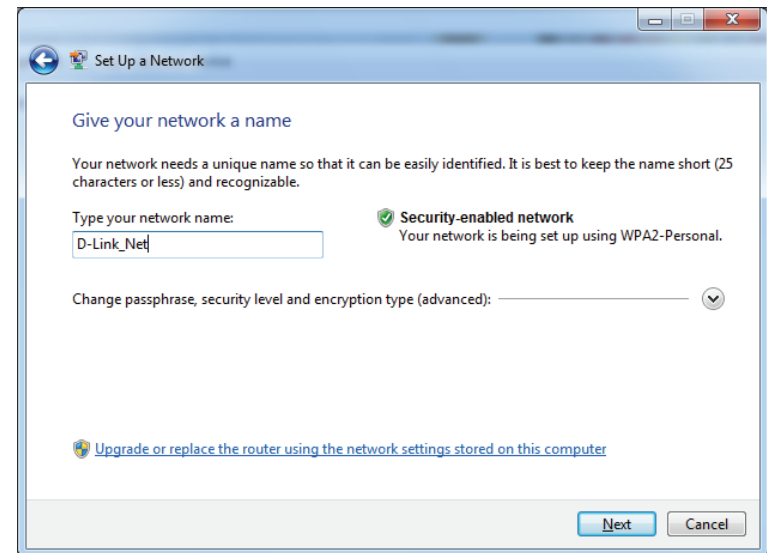 Set Up a Network
Give your network a name
Your network needs a unique name so that it can be easily identified. It is best to keep the name short (25
characters or less) and recognizable.
Type your network name:
D-Link_Net
Security-enabled network
Your network is being set up using WPA2-Personal.
Change passphrase, security level and encryption type (advanced):
Upgrade or replace the router using the network settings stored on this computer
Next
Cancel